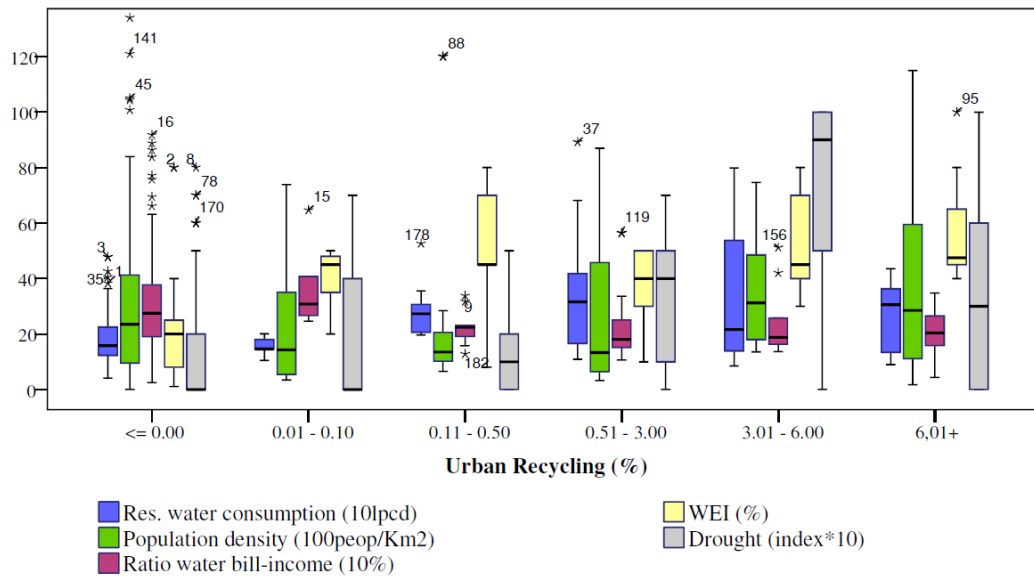 120
100
80
60
40
20
0
141
45
16
2
8
78
170
3
1
35
15
88
178
9
182
37
119
156
95
<= 0.00
0.01 - 0.10
0.11 - 0.50
0.51 - 3.00
3.01 - 6.00
6,01+
Urban Recycling (%)
Res. water consumption (10lpcd)
Population density (100peop/Km2)
Ratio water bill-income (10%)
WEI (%)
Drought (index*10)